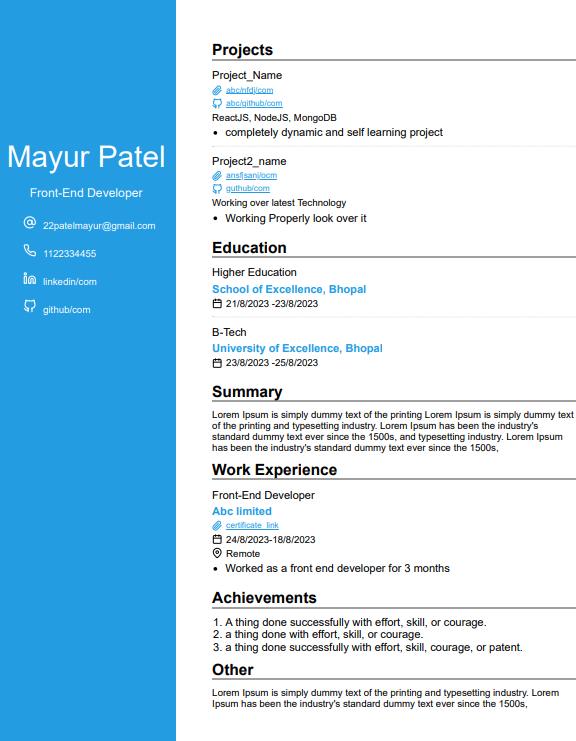 Mayur Patel
Front-End Developer
22patelmayur@gmail.com
1122334455
linkedin/com
github/com
Projects
Project_Name
abc/nfdj/com
abc/github/com
ReactJS, NodeJS, MongoDB
• completely dynamic and self learning project
Project2_name
ansfjsanj/ocm
guthub/com
Working over latest Technology
• Working Properly look over it
Education
Higher Education
School of Excellence, Bhopal
21/8/2023 -23/8/2023
B-Tech
University of Excellence, Bhopal
23/8/2023 -25/8/2023
Summary
Lorem Ipsum is simply dummy text of the printing Lorem Ipsum is simply dummy text
of the printing and typesetting industry. Lorem Ipsum has been the industry's
standard dummy text ever since the 1500s, and typesetting industry. Lorem Ipsum
has been the industry's standard dummy text ever since the 1500s,
Work Experience
Front-End Developer
Abc limited
certificate_link
24/8/2023-18/8/2023
Remote
• Worked as a front end developer for 3 months
Achievements
1. A thing done successfully with effort, skill, or courage.
2. a thing done with effort, skill, or courage.
3. a thing done successfully with effort, skill, courage, or patent.
Other
Lorem Ipsum is simply dummy text of the printing and typesetting industry. Lorem
Ipsum has been the industry's standard dummy text ever since the 1500s,